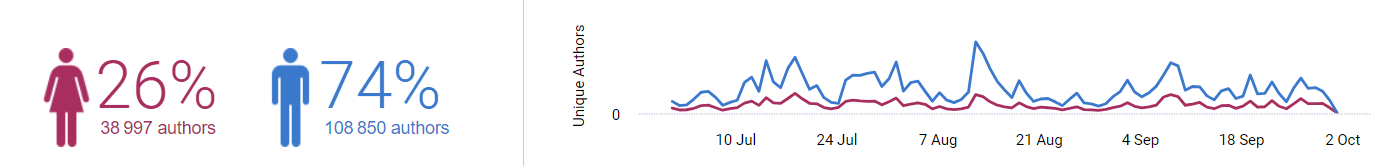 26%
38 997 authors
74%
108 850 authors
Unique Authors
0
10 Jul
24 Jul
7 Aug
21 Aug
4 Sep
18 Sep
2 Oct